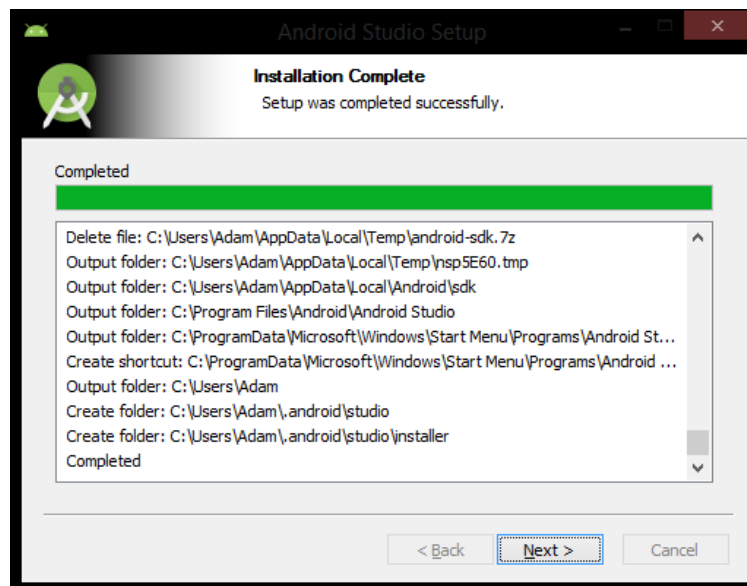 Android Studio Setup
Installation Complete
Setup was completed successfully.
Completed
Delete file: C:\Users\Adam\AppData\Local\Temp\android-sdk.7z
Output folder: C:\Users\Adam\AppData\Local\Temp\nsp5E60.tmp
Output folder: C:\Users\Adam\AppData\Local\Android\sdk
Output folder: C:\Program Files\Android\Android Studio
Output folder: C:\ProgramData\Microsoft\Windows\Start Menu\Programs\Android St...
Create shortcut: C:\ProgramData\Microsoft\Windows\Start Menu\Programs\Android ...
Output folder: C:\Users\Adam
Create folder: C:\Users\Adam\.android\studio
Create folder: C:\Users\Adam\.android\studio\installer
Completed
< Back Next > Cancel